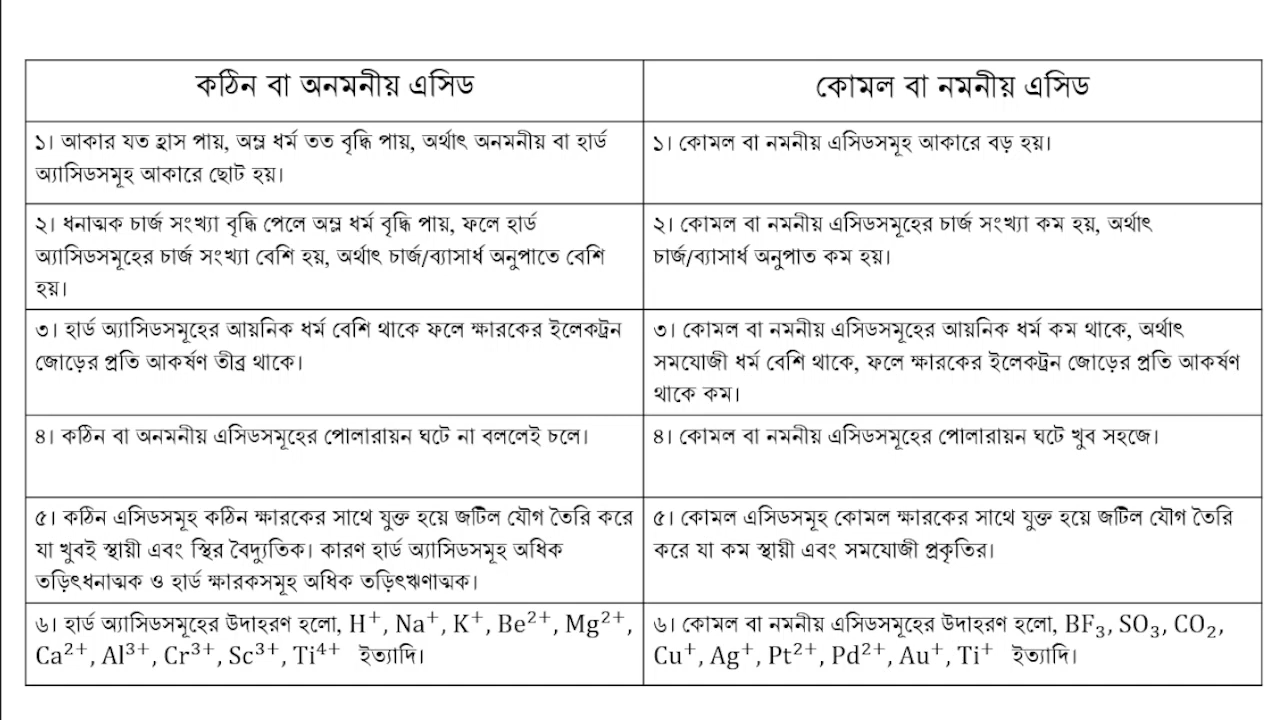 কঠিন বা অনমনীয় এসিড
কোমল বা নমনীয় এসিড
১। আকার যত হ্রাস পায়, অম্ল ধর্ম তত বৃদ্ধি পায়, অর্থাৎ অনমনীয় বা হার্ড
অ্যাসিডসমূহ আকারে ছোট হয়।
১। কোমল বা নমনীয় এসিডসমূহ আকারে বড় হয়।
২। ধনাত্মক চার্জ সংখ্যা বৃদ্ধি পেলে অম্ল ধর্ম বৃদ্ধি পায়, ফলে হার্ড
অ্যাসিডসমূহের চার্জ সংখ্যা বেশি হয়, অর্থাৎ চার্জ/ব্যাসার্ধ অনুপাতে বেশি
হয়।
২। কোমল বা নমনীয় এসিডসমূহের চার্জ সংখ্যা কম হয়, অর্থাৎ
চার্জ/ব্যাসার্ধ অনুপাত কম হয়।
৩। হার্ড অ্যাসিডসমূহের আয়নিক ধর্ম বেশি থাকে ফলে ক্ষারকের ইলেকট্রন
জোড়ের প্রতি আকর্ষণ তীব্র থাকে।
৩। কোমল বা নমনীয় এসিডসমূহের আয়নিক ধর্ম কম থাকে, অর্থাৎ
সমযোজী ধর্ম বেশি থাকে, ফলে ক্ষারকের ইলেকট্রন জোড়ের প্রতি আকর্ষণ
থাকে কম।
৪। কঠিন বা অনমনীয় এসিডসমূহের পোলারায়ন ঘটে না বললেই চলে।
৪। কোমল বা নমনীয় এসিডসমূহের পোলারায়ন ঘটে খুব সহজে।
৫। কঠিন এসিডসমূহ কঠিন ক্ষারকের সাথে যুক্ত হয়ে জটিল যৌগ তৈরি করে
যা খুবই স্থায়ী এবং স্থির বৈদ্যুতিক। কারণ হার্ড অ্যাসিডসমূহ অধিক
তড়িৎধনাত্মক ও হার্ড ক্ষারকসমূহ অধিক তড়িৎঋণাত্মক।
৫। কোমল এসিডসমূহ কোমল ক্ষারকের সাথে যুক্ত হয়ে জটিল যৌগ তৈরি
করে যা কম স্থায়ী এবং সমযোজী প্রকৃতির।
৬। হার্ড অ্যাসিডসমূহের উদাহরণ হলো, H⁺, Na⁺, K⁺, Be²⁺, Mg²⁺,
Ca²⁺, Al³⁺, Cr³⁺, Sc³⁺, Ti⁴⁺ ইত্যাদি।
৬। কোমল বা নমনীয় এসিডসমূহের উদাহরণ হলো, BF₃, SO₃, CO₂,
Cu⁺, Ag⁺, Pt²⁺, Pd²⁺, Au⁺, Ti⁺ ইত্যাদি।